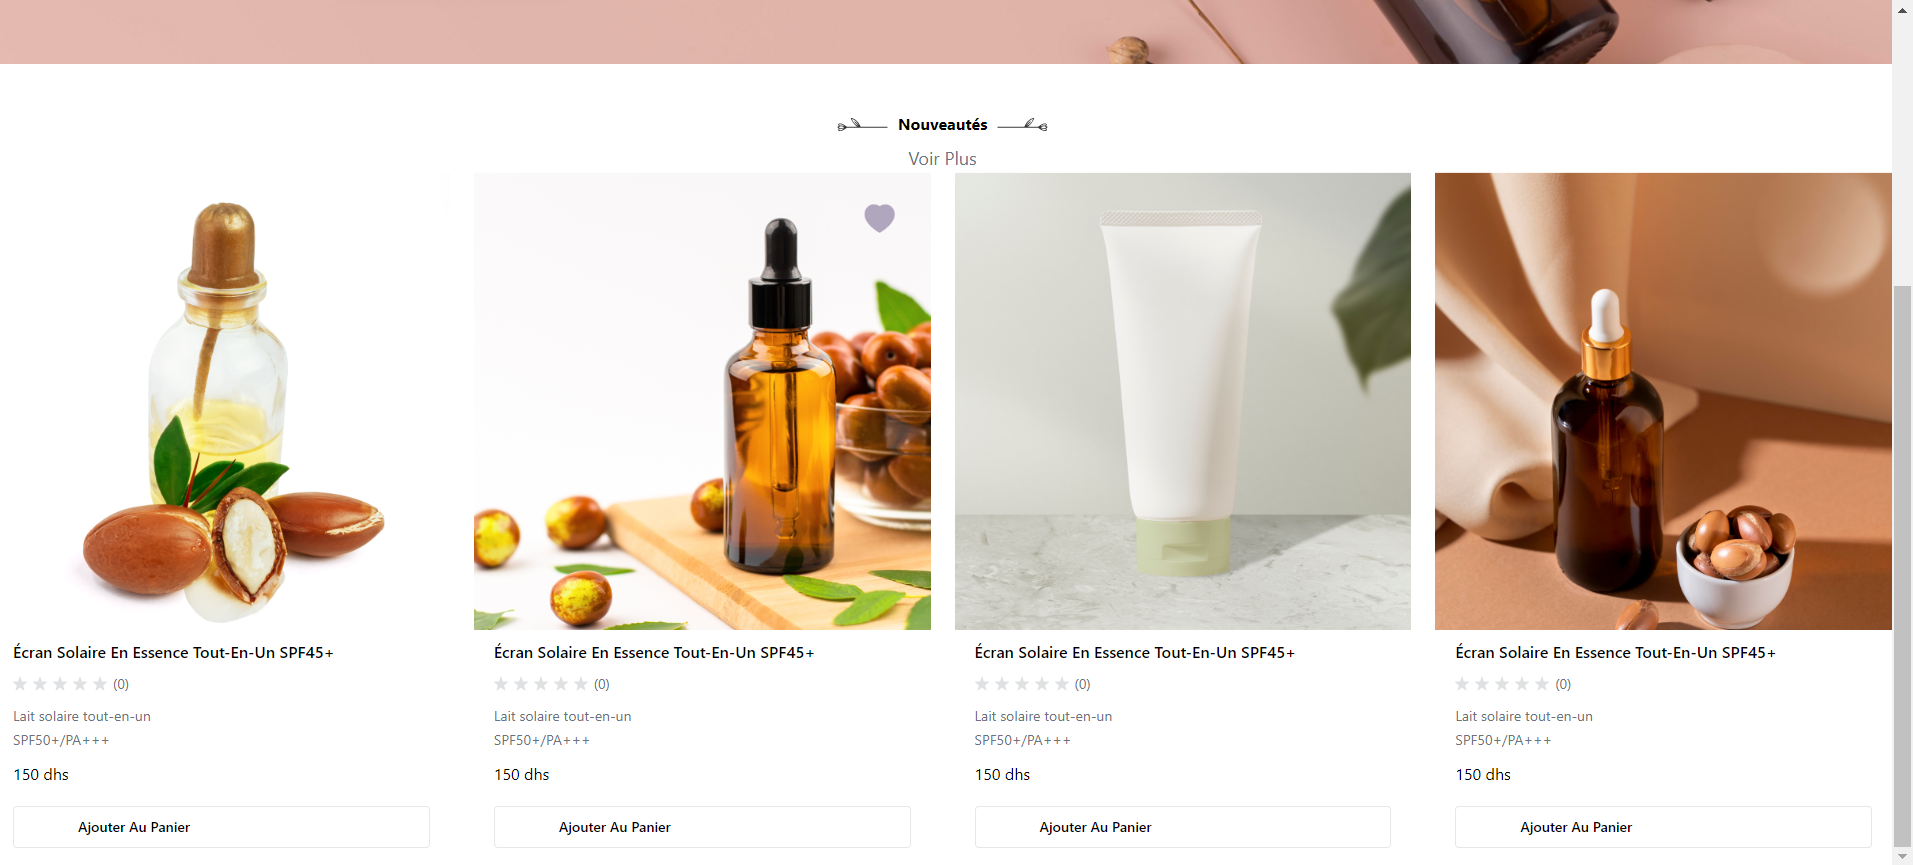 Nouveautés
Voir Plus
Écran Solaire En Essence Tout-En-Un SPF45+
(0)
Lait solaire tout-en-un
SPF50+/PA+++
150 dhs
Ajouter Au Panier
Écran Solaire En Essence Tout-En-Un SPF45+
(0)
Lait solaire tout-en-un
SPF50+/PA+++
150 dhs
Ajouter Au Panier
Écran Solaire En Essence Tout-En-Un SPF45+
(0)
Lait solaire tout-en-un
SPF50+/PA+++
150 dhs
Ajouter Au Panier
Écran Solaire En Essence Tout-En-Un SPF45+
(0)
Lait solaire tout-en-un
SPF50+/PA+++
150 dhs
Ajouter Au Panier